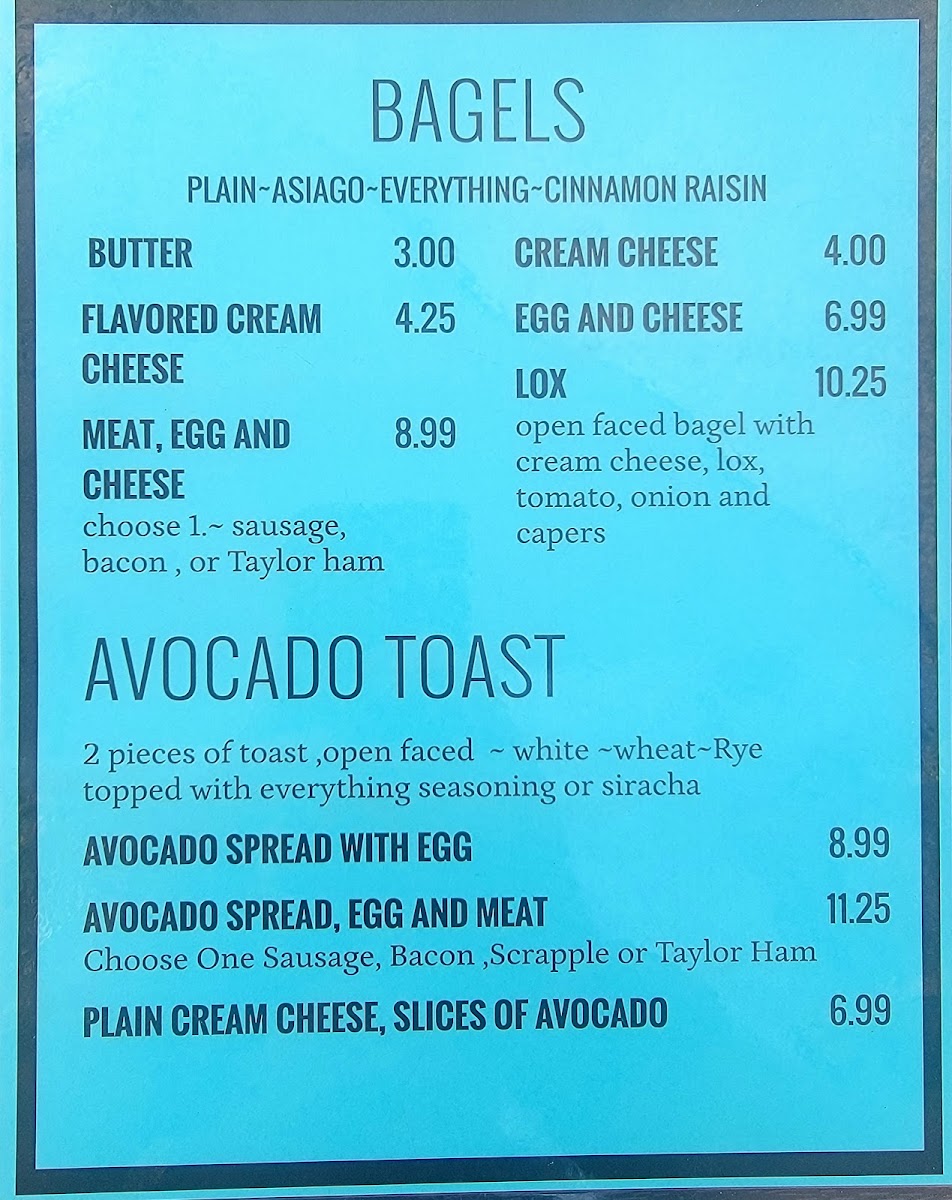 BAGELS
PLAIN~ASIAGO~EVERYTHING~CINNAMON RAISIN
BUTTER 3.00
FLAVORED CREAM 4.25
CHEESE
MEAT, EGG AND 8.99
CHEESE
choose 1.~ sausage,
bacon , or Taylor ham
CREAM CHEESE 4.00
EGG AND CHEESE 6.99
LOX 10.25
open faced bagel with
cream cheese, lox,
tomato, onion and
capers
AVOCADO TOAST
2 pieces of toast ,open faced ~ white ~wheat~Rye
topped with everything seasoning or siracha
AVOCADO SPREAD WITH EGG 8.99
AVOCADO SPREAD, EGG AND MEAT 11.25
Choose One Sausage, Bacon ,Scrapple or Taylor Ham
PLAIN CREAM CHEESE, SLICES OF AVOCADO 6.99